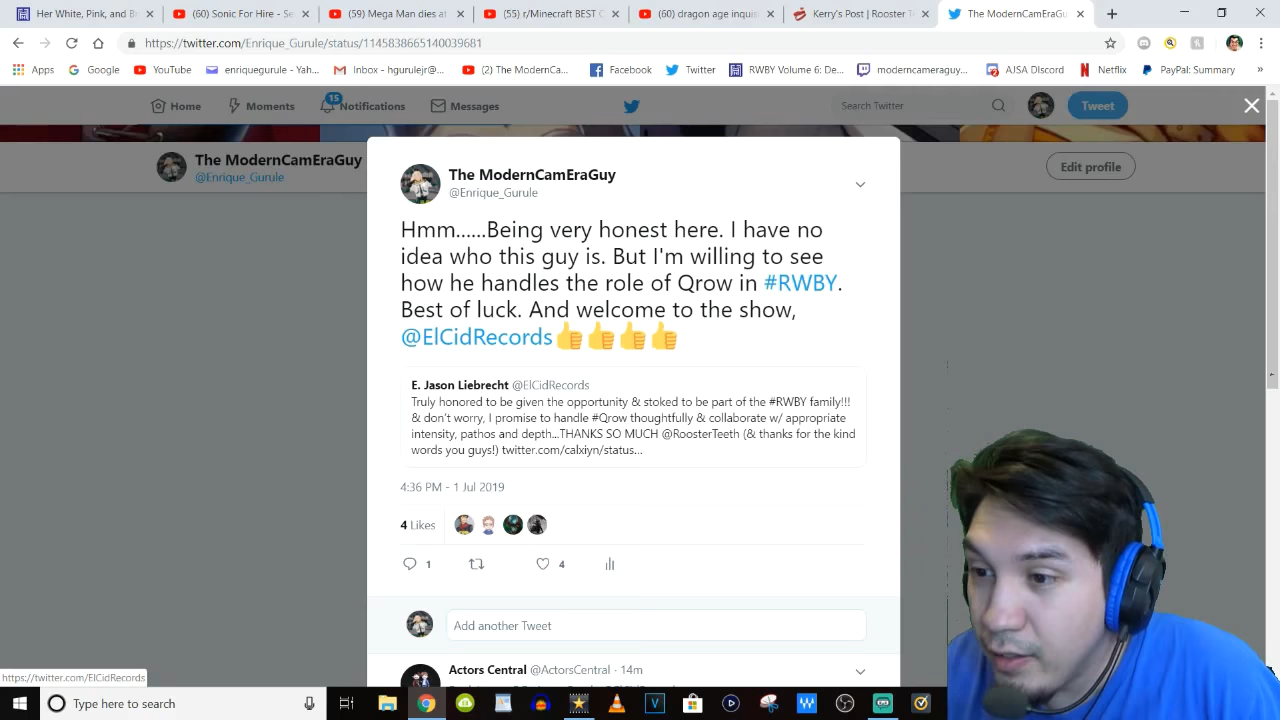 Her White, Pink, and B
(60) Sonic For Hire - Se
(59) Mega Man dies at
(55) r/Minecraft BEST C
(60) dragon age inquis
Kerry's Post | Rooster T
The ModernCamEraGu
https://twitter.com/Enrique_Gurule/status/1145838665140039681
Apps
Google
YouTube
enriquegurule - Yah...
Inbox - hgurulejr@g...
(2) The ModernCa...
Facebook
Twitter
RWBY Volume 6: De...
moderncameraguy...
AJSA DIscord
Netflix
PayPal: Summary
»
Home
Moments
15
Notifications
Messages
Search Twitter
Tweet
The ModernCamEraGuy
@Enrique_Gurule
Edit profile
The ModernCamEraGuy
@Enrique_Gurule
Hmm......Being very honest here. I have no
idea who this guy is. But I'm willing to see
how he handles the role of Qrow in #RWBY.
Best of luck. And welcome to the show,
@ElCidRecords👍👍👍👍
E. Jason Liebrecht @ElCidRecords
Truly honored to be given the opportunity & stoked to be part of the #RWBY family!!!
& don't worry, I promise to handle #Qrow thoughtfully & collaborate w/ appropriate
intensity, pathos and depth...THANKS SO MUCH @RoosterTeeth (& thanks for the kind
words you guys!) twitter.com/calxiyn/status...
4:36 PM - 1 Jul 2019
4 Likes
1
4
Add another Tweet
Actors Central @ActorsCentral · 14m
https://twitter.com/ElCidRecords
Type here to search